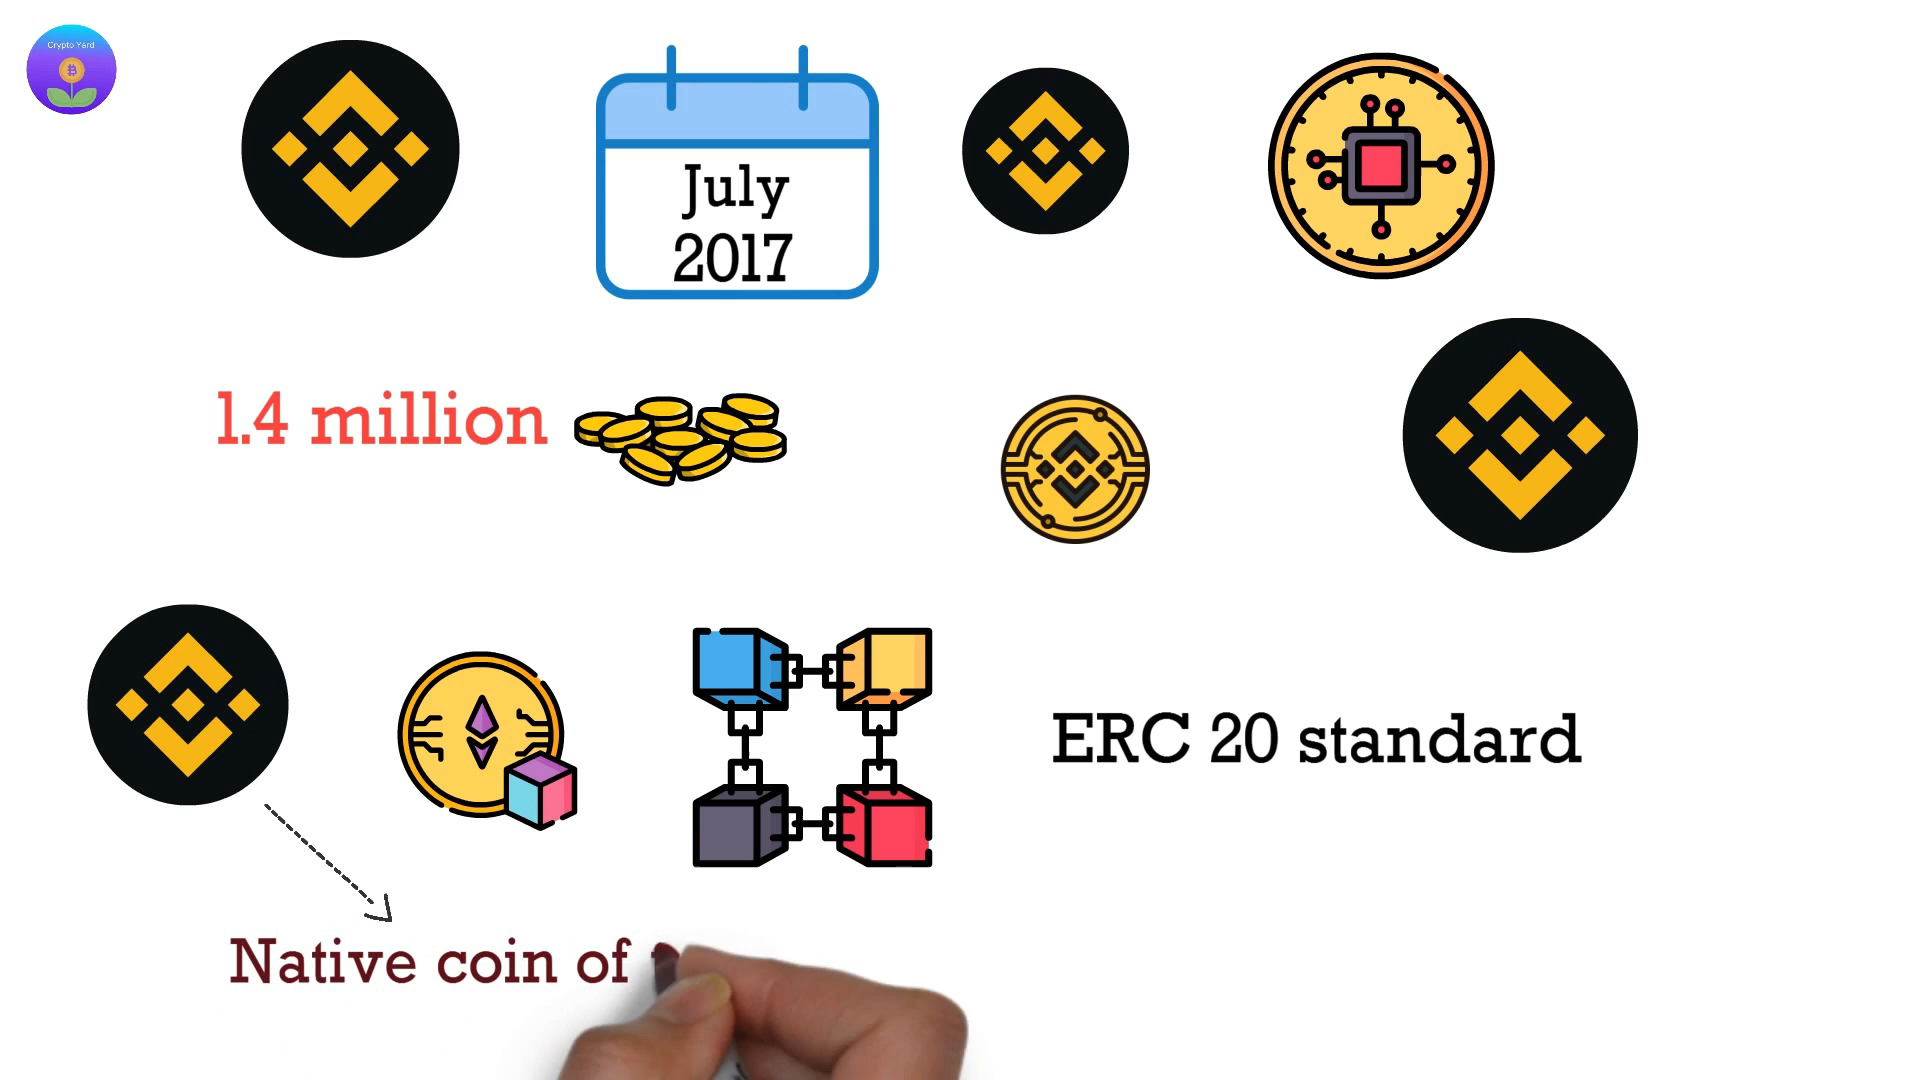 Crypto Yard
July
2017
1.4 million
ERC 20 standard
Native coin of